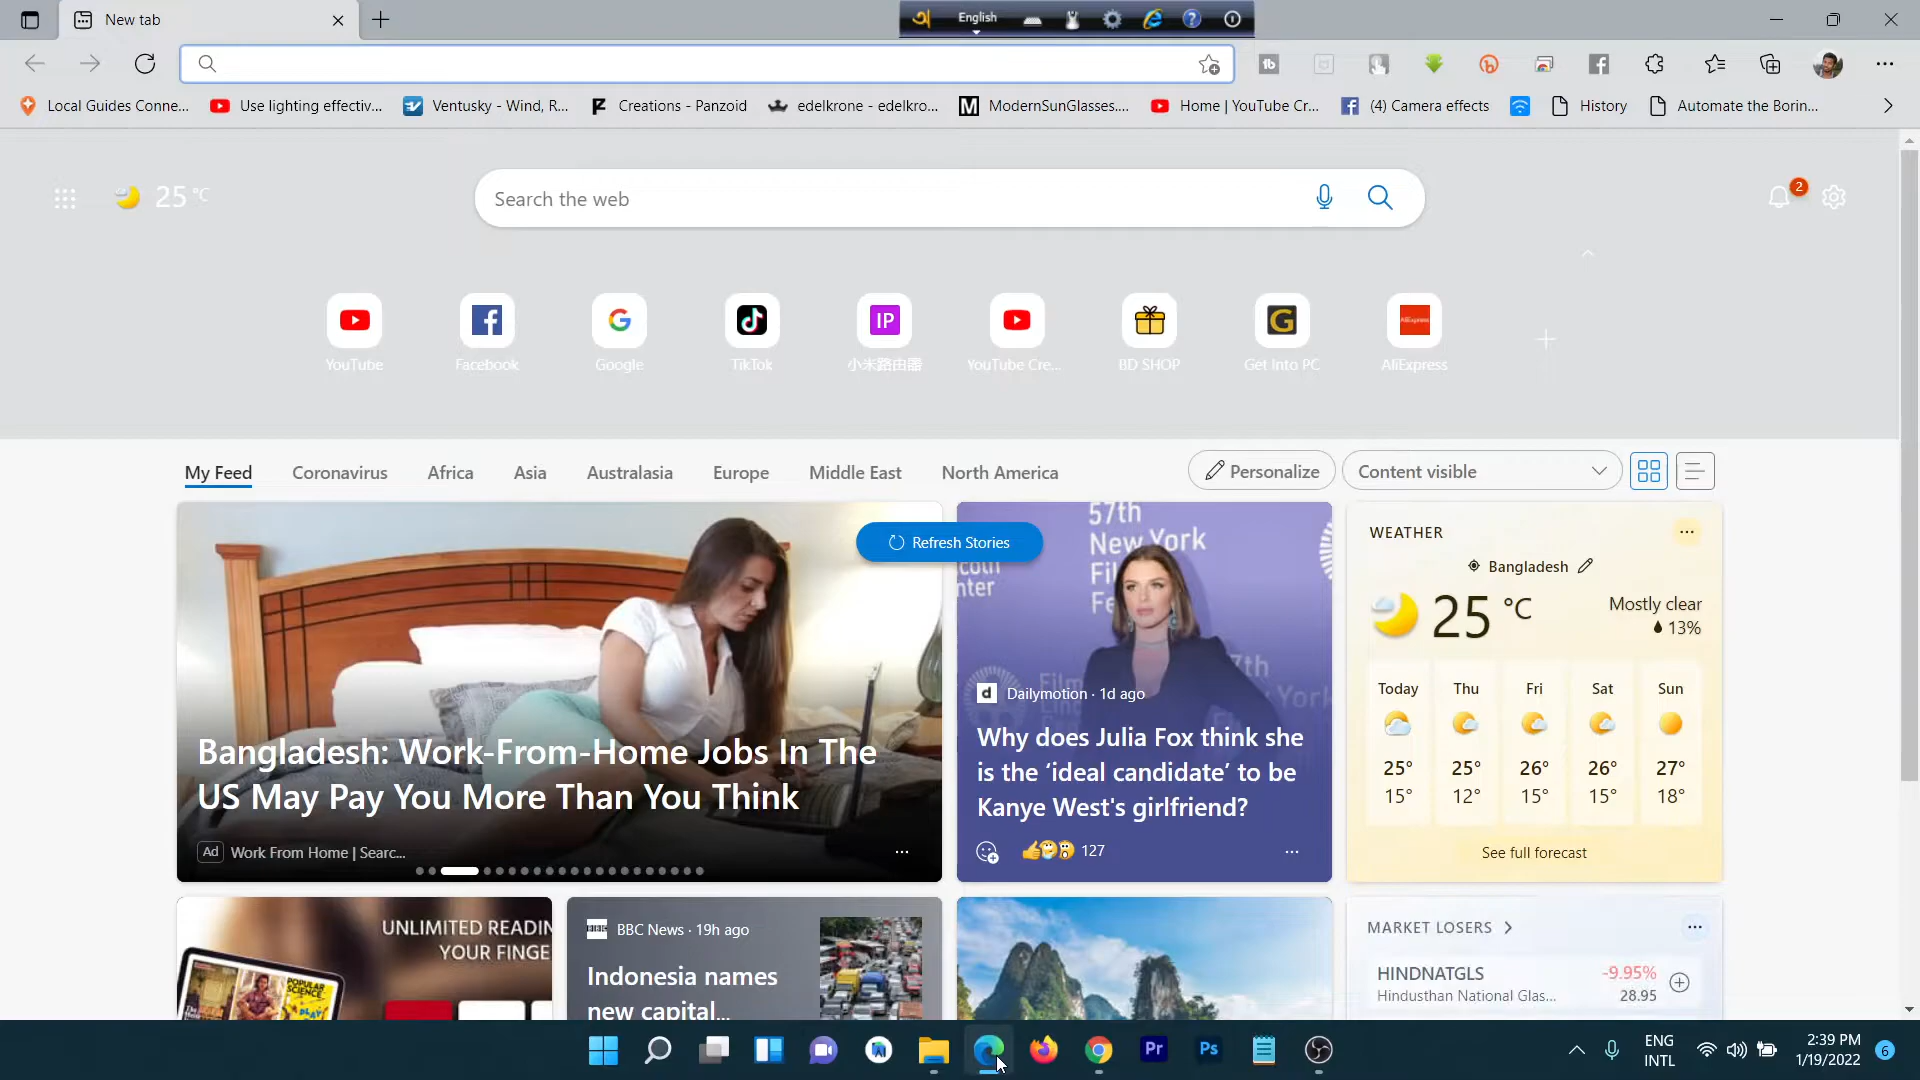 New tab
English
Local Guides Conne...
Use lighting effectiv...
Ventusky - Wind, R...
Creations - Panzoid
edelkrone - edelkro...
ModernSunGlasses....
Home | YouTube Cr...
(4) Camera effects
History
Automate the Borin...
25 °C
Search the web
2
YouTube
Facebook
Google
TikTok
IP
小米路由器
YouTube Cre...
BD SHOP
Get Into PC
AliExpress
My Feed
Coronavirus
Africa
Asia
Australasia
Europe
Middle East
North America
Personalize
Content visible
Refresh Stories
Bangladesh: Work-From-Home Jobs In The
US May Pay You More Than You Think
Ad Work From Home | Searc...
57th
New York
Dailymotion · 1d ago
Why does Julia Fox think she
is the ‘ideal candidate’ to be
Kanye West's girlfriend?
127
WEATHER
Bangladesh
25 °C
Mostly clear
13%
Today Thu Fri Sat Sun
25° 25° 26° 26° 27°
15° 12° 15° 15° 18°
See full forecast
UNLIMITED READIN
YOUR FINGE
POPULAR SCIENCE
BBC News · 19h ago
Indonesia names
new capital...
MARKET LOSERS
HINDNATGLS -9.95%
Hindusthan National Glas... 28.95
Pr
Ps
ENG
INTL
2:39 PM
1/19/2022
6